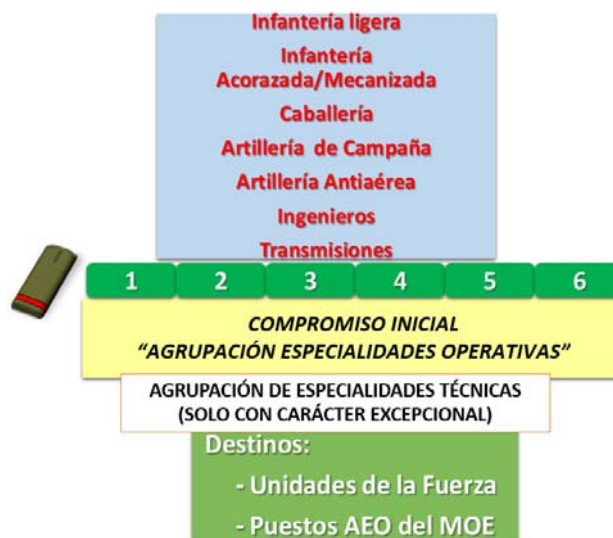 Infantería ligera
Infantería
Acorazada/Mecanizada
Caballería
Artillería de Campaña
Artillería Antiaérea
Ingenieros
Transmisiones
1 2 3 4 5 6
COMPROMISO INICIAL
“AGRUPACIÓN ESPECIALIDADES OPERATIVAS”
AGRUPACIÓN DE ESPECIALIDADES TÉCNICAS
(SOLO CON CARÁCTER EXCEPCIONAL)
Destinos:
- Unidades de la Fuerza
- Puestos AEO del MOE